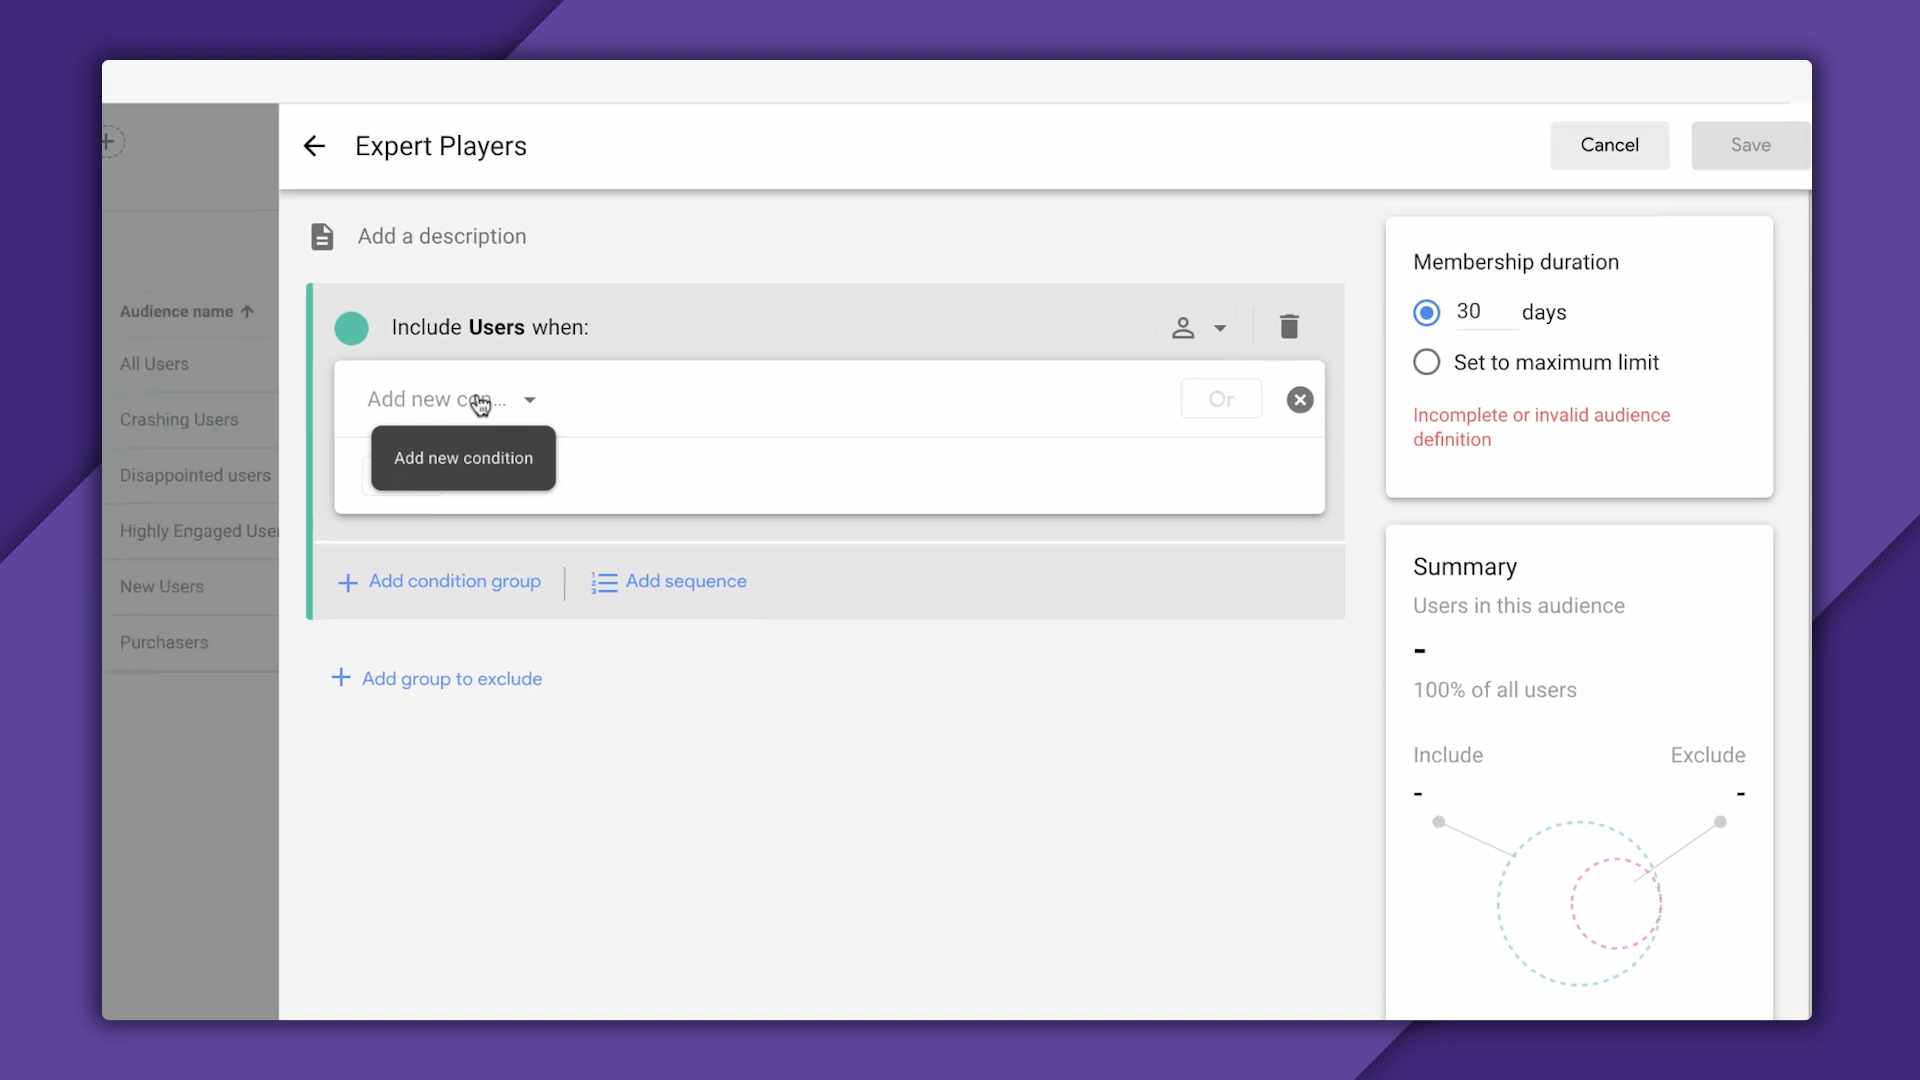 Expert Players
Cancel
Save
Add a description
Audience name
All Users
Crashing Users
Disappointed users
Highly Engaged User
New Users
Purchasers
Include Users when:
Add new con...
Or
Add new condition
Add condition group
Add sequence
Add group to exclude
Membership duration
30 days
Set to maximum limit
Incomplete or invalid audience
definition
Summary
Users in this audience
-
100% of all users
Include
Exclude
-
-